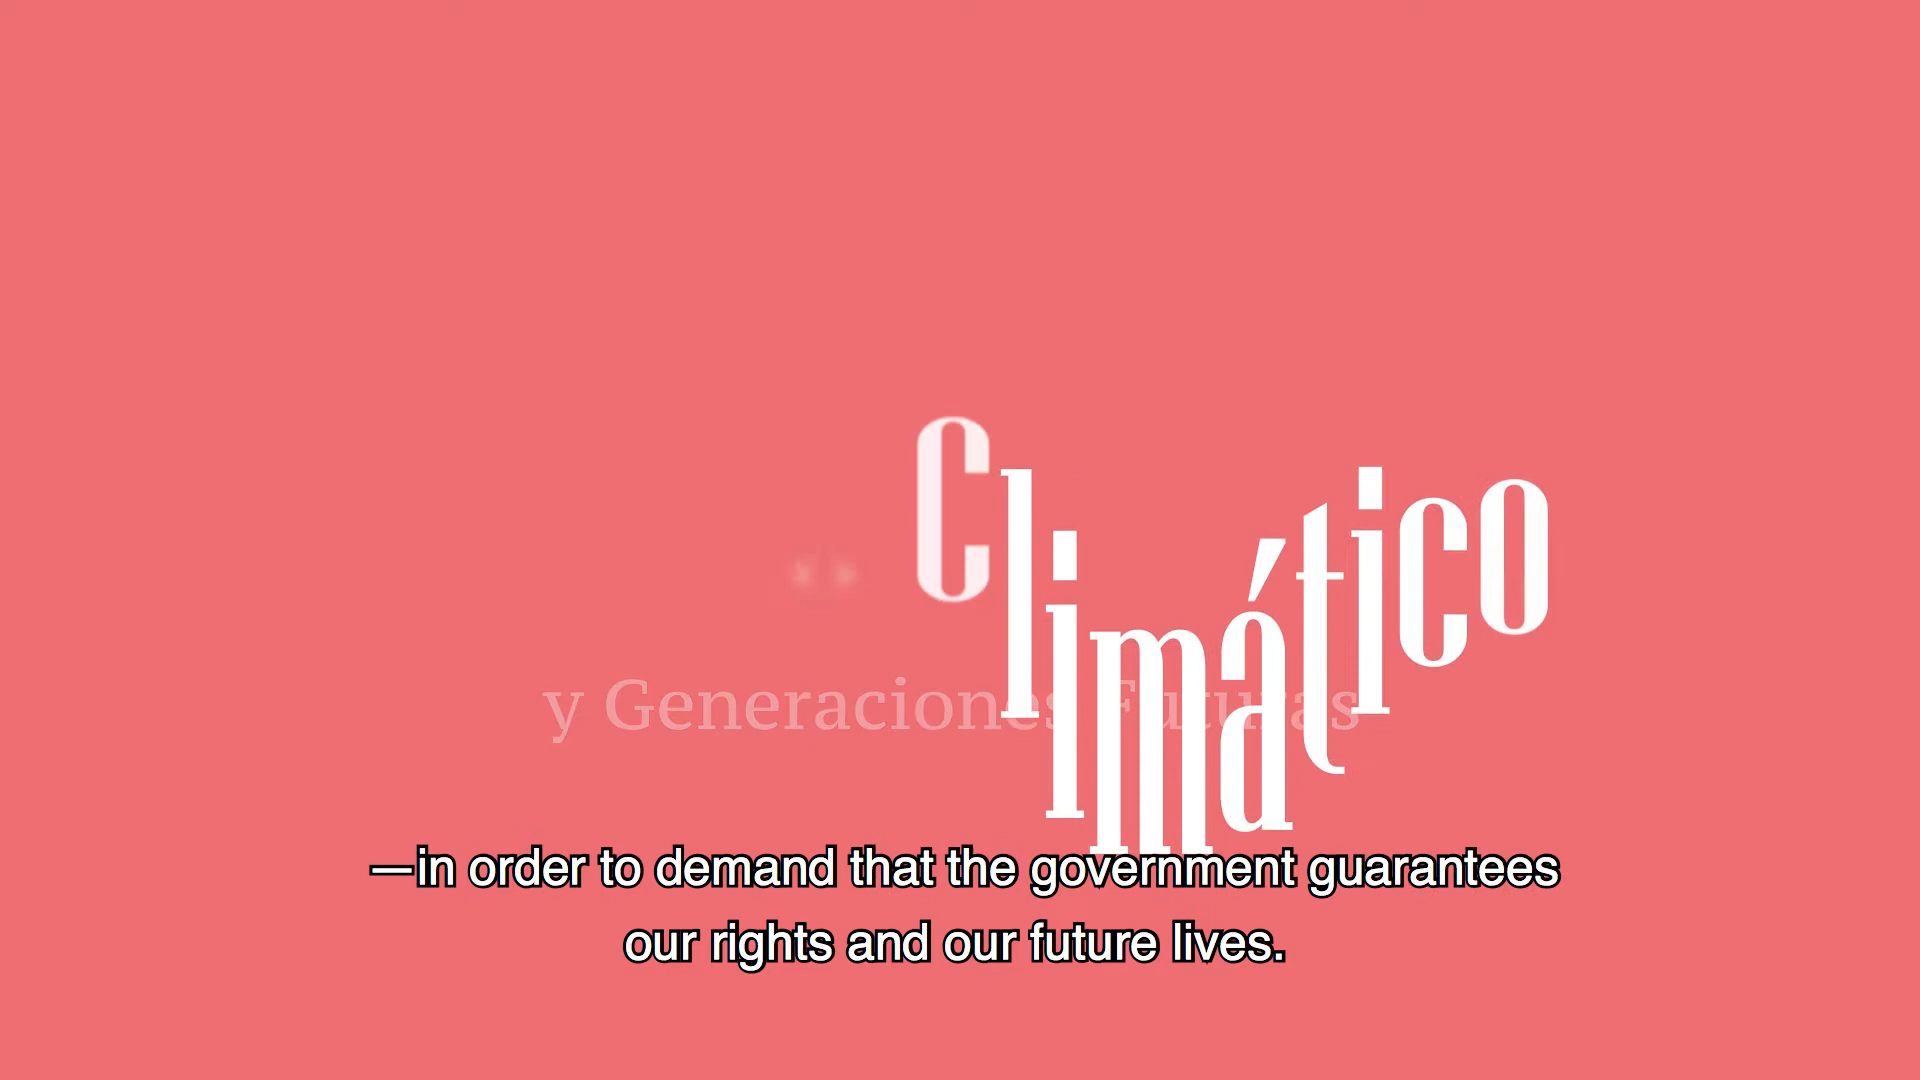 Climático
y Generaciones Futuras
—in order to demand that the government guarantees
our rights and our future lives.